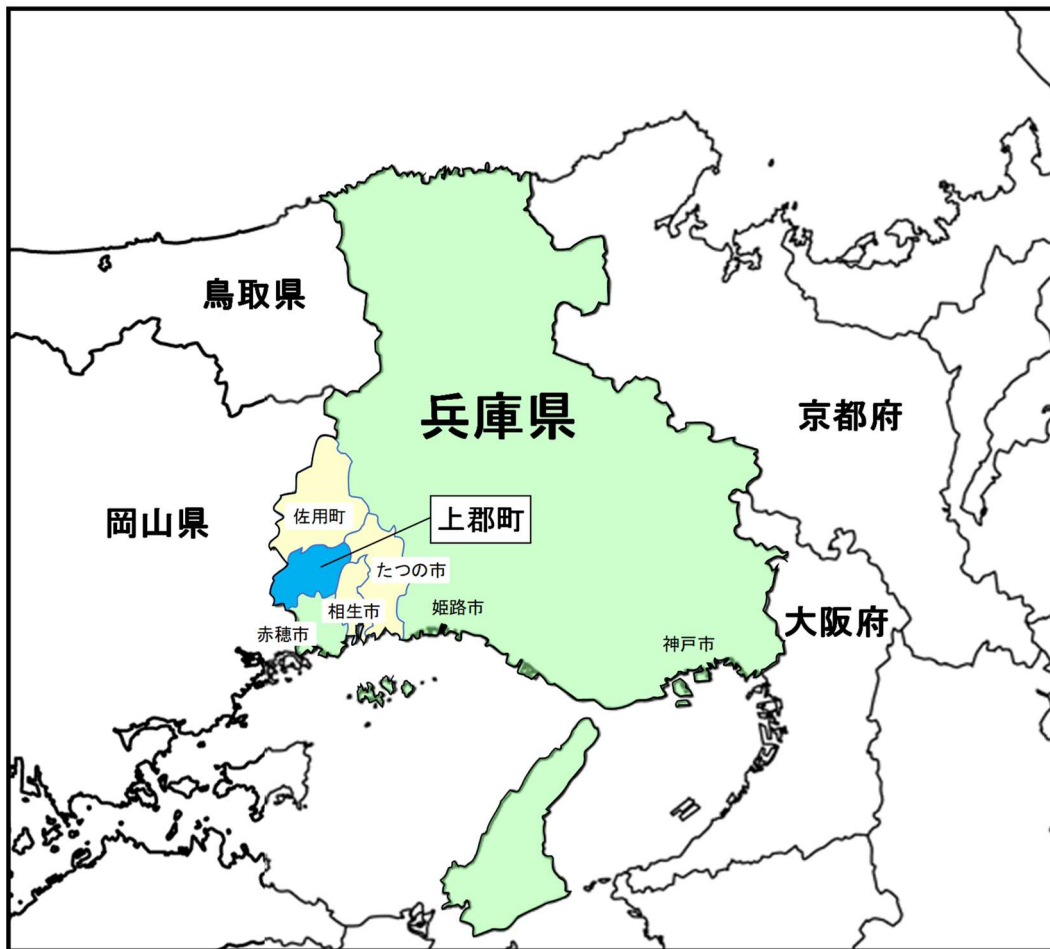 鳥取県
兵庫県
京都府
岡山県
佐用町
上郡町
たつの市
相生市
姫路市
赤穂市
神戸市
大阪府